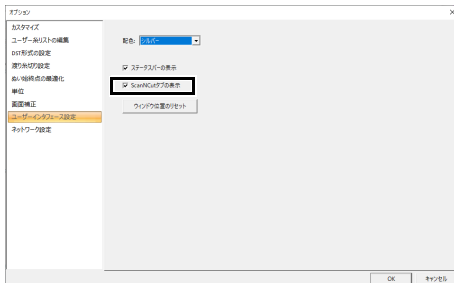 オプション
カスタマイズ
ユーザー糸リストの編集
DST形式の設定
渡り糸切り設定
ぬい始終点の最適化
単位
画面補正
ユーザーインタフェース設定
ネットワーク設定
配色: シルバー
ステータスバーの表示
ScanNCutタブの表示
ウィンドウ位置のリセット
OK キャンセル